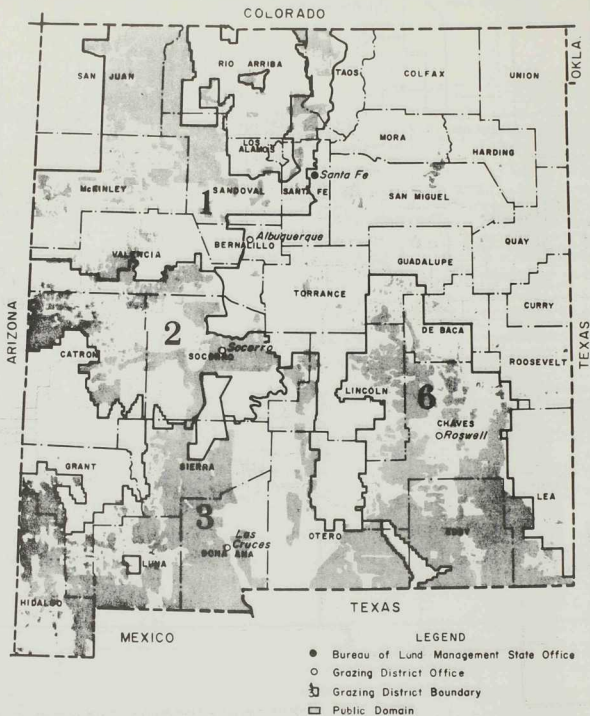 COLORADO
OKLA.
SAN JUAN
RIO ARRIBA
TAOS
COLFAX
UNION
LOS ALAMOS
MORA
HARDING
McKINLEY
SANDOVAL
SANTA FE
Santa Fe
SAN MIGUEL
1
BERNALILLO
Albuquerque
QUAY
VALENCIA
GUADALUPE
TORRANCE
CURRY
ARIZONA
2
DE BACA
CATRON
SOCORRO
Socorro
ROOSEVELT
TEXAS
LINCOLN
6
CHAVES
Roswell
GRANT
SIERRA
LEA
3
OTERO
EDDY
Las Cruces
DONA ANA
LUNA
HIDALGO
TEXAS
MEXICO
LEGEND
Bureau of Lund Management State Office
Grazing District Office
Grazing District Boundary
Public Domain